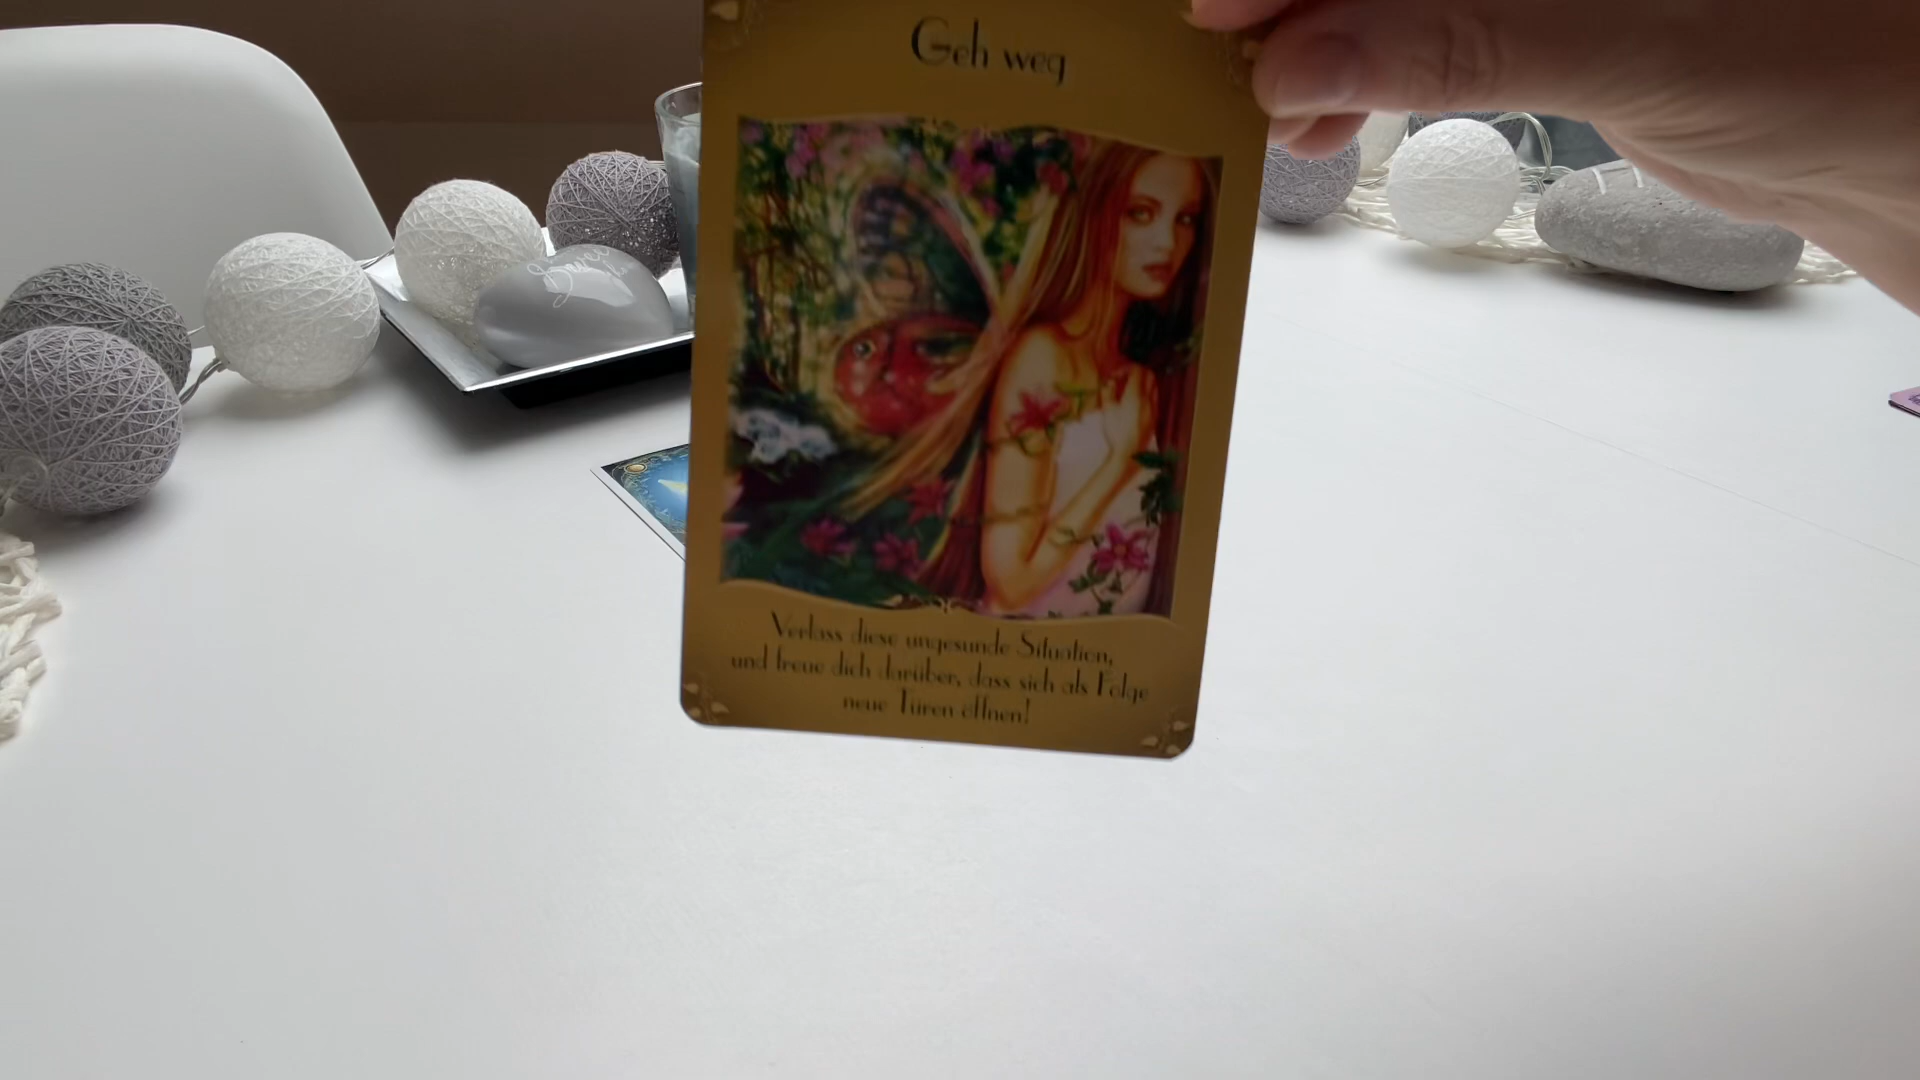 Geh weg
Verlass diese ungesunde Situation,
und freue dich darüber, dass sich als Folge
neue Türen öffnen!